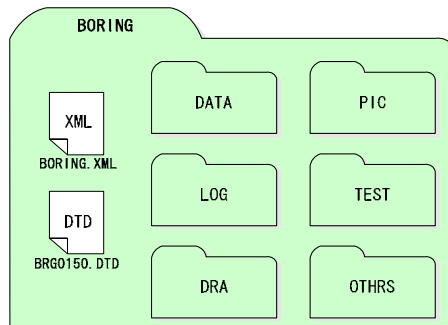 BORING
DATA
PIC
XML
BORING.XML
LOG
TEST
DTD
BRG0150.DTD
DRA
OTHRS